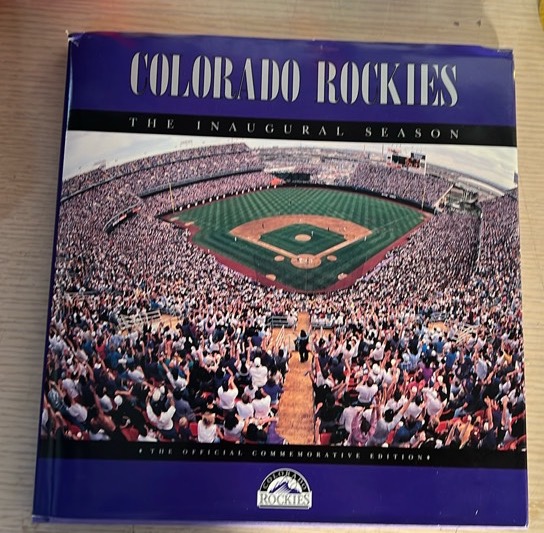 COLORADO ROCKIES
THE INAUGURAL SEASON
• THE OFFICIAL COMMEMORATIVE EDITION •
COLORADO
ROCKIES